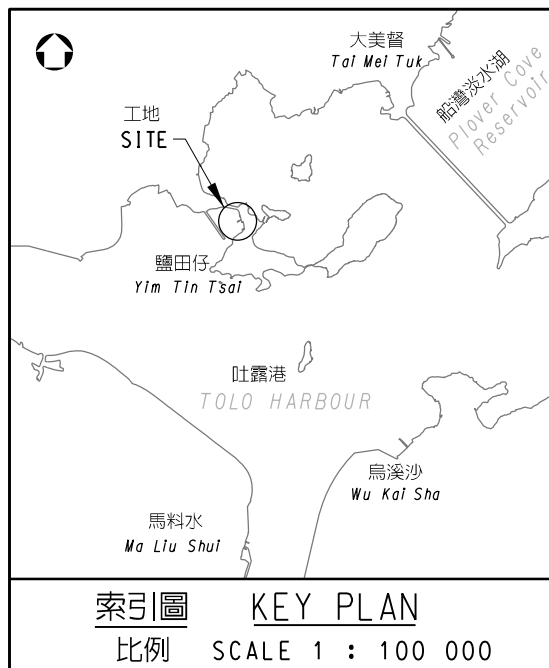 大美督
Tai Mei Tuk
船灣淡水湖
Plover Cove
Reservoir
工地
SITE
鹽田仔
Yim Tin Tsai
吐露港
TOLO HARBOUR
烏溪沙
Wu Kai Sha
馬料水
Ma Liu Shui
索引圖 KEY PLAN
比例 SCALE 1 : 100 000